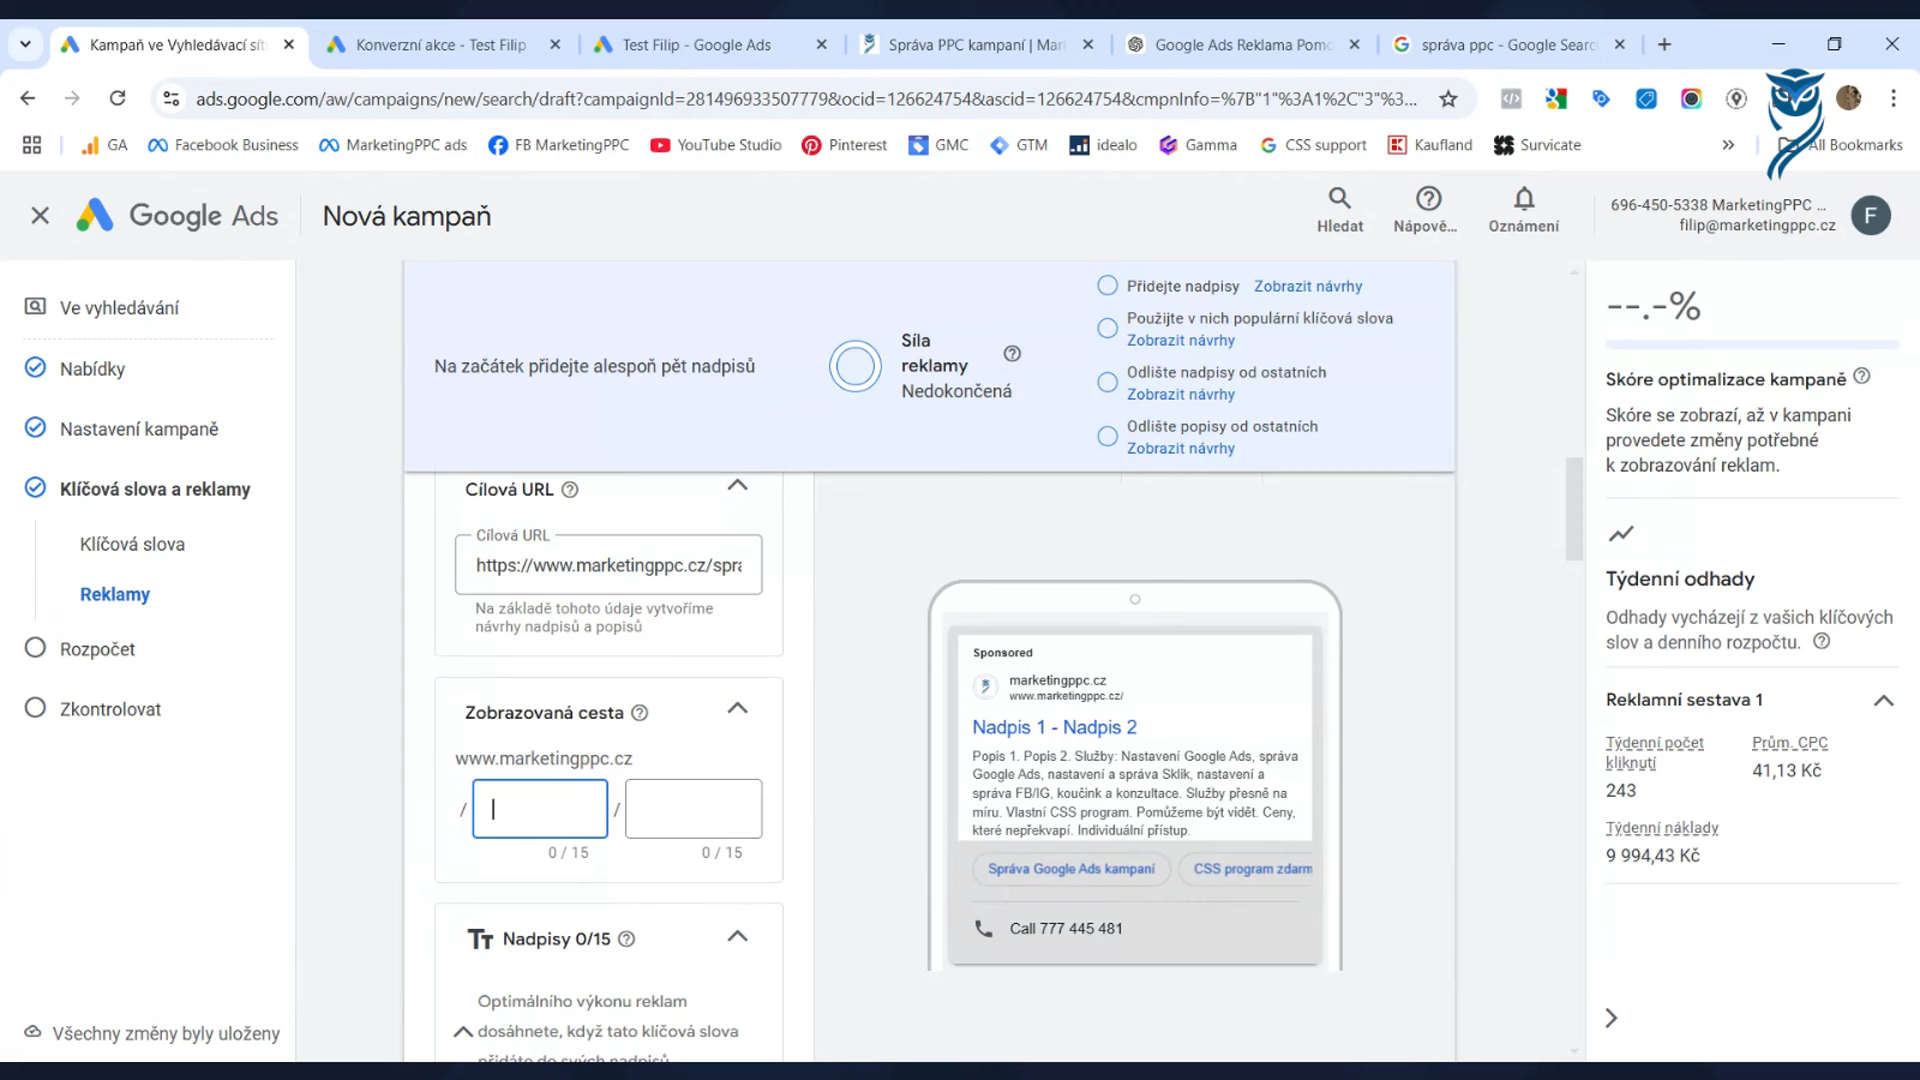 Kampaň ve Vyhledávací sít
Konverzní akce - Test Filip
Test Filip - Google Ads
Správa PPC kampaní | Mark
Google Ads Reklama Pomo
správa ppc - Google Searc
ads.google.com/aw/campaigns/new/search/draft?campaignId=281496933507779&ocid=126624754&ascid=126624754&cmpnInfo=%7B"1"%3A1%2C"3"%3...
GA
Facebook Business
MarketingPPC ads
FB MarketingPPC
YouTube Studio
Pinterest
GMC
GTM
idealo
Gamma
CSS support
Kaufland
Survicate
All Bookmarks
Google Ads
Nová kampaň
Hledat
Nápově...
Oznámení
696-450-5338 MarketingPPC ...
filip@marketingppc.cz
F
Ve vyhledávání
Nabídky
Nastavení kampaně
Klíčová slova a reklamy
Klíčová slova
Reklamy
Rozpočet
Zkontrolovat
Všechny změny byly uloženy
Na začátek přidejte alespoň pět nadpisů
Síla
reklamy
Nedokončená
Přidejte nadpisy Zobrazit návrhy
Použijte v nich populární klíčová slova
Zobrazit návrhy
Odlište nadpisy od ostatních
Zobrazit návrhy
Odlište popisy od ostatních
Zobrazit návrhy
Cílová URL
Cílová URL
https://www.marketingppc.cz/sprá
Na základě tohoto údaje vytvoříme
návrhy nadpisů a popisů
Zobrazovaná cesta
www.marketingppc.cz
/ /
0 / 15 0 / 15
Nadpisy 0/15
Optimálního výkonu reklam
dosáhnete, když tato klíčová slova
přidáte do svých nadpisů
Sponsored
marketingppc.cz
www.marketingppc.cz/
Nadpis 1 - Nadpis 2
Popis 1. Popis 2. Služby: Nastavení Google Ads, správa
Google Ads, nastavení a správa Sklik, nastavení a
správa FB/IG, koučink a konzultace. Služby přesně na
míru. Vlastní CSS program. Pomůžeme být vidět. Ceny,
které nepřekvapí. Individuální přístup.
Správa Google Ads kampaní
CSS program zdarm
Call 777 445 481
--.-%
Skóre optimalizace kampaně
Skóre se zobrazí, až v kampani
provedete změny potřebné
k zobrazování reklam.
Týdenní odhady
Odhady vycházejí z vašich klíčových
slov a denního rozpočtu.
Reklamní sestava 1
Týdenní počet
kliknutí
243
Prům. CPC
41,13 Kč
Týdenní náklady
9 994,43 Kč